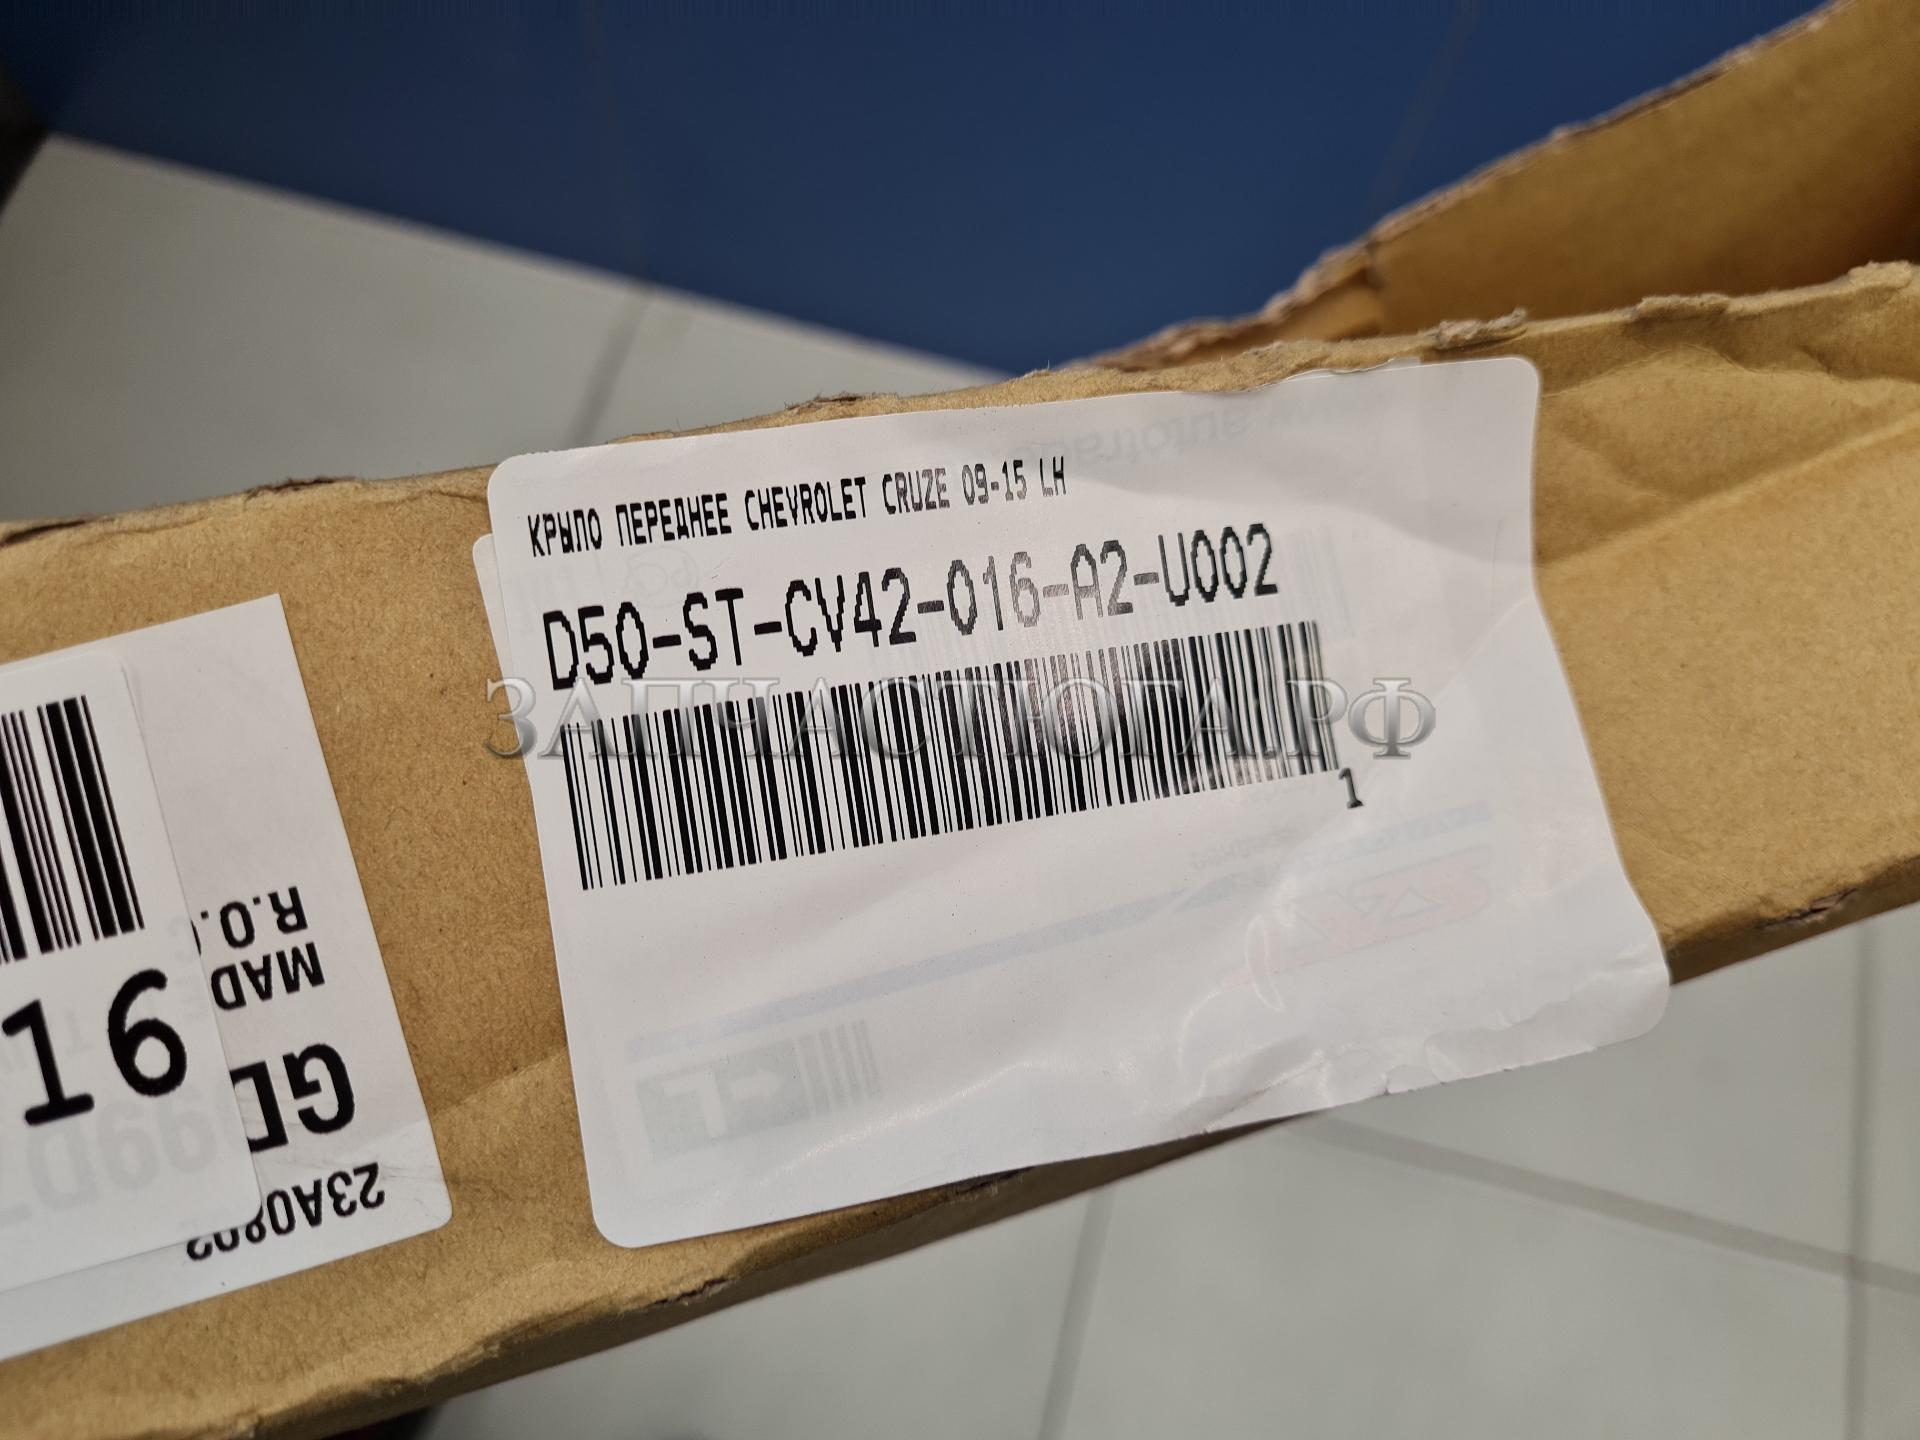 КРЫЛО ПЕРЕДНЕЕ CHEVROLET CRUZE 09-15 LH
D50-ST-CV42-016-A2-U002
ЗАПЧАСТЮГА.РФ
1
16
R.O.
MAD
GD
23A0802